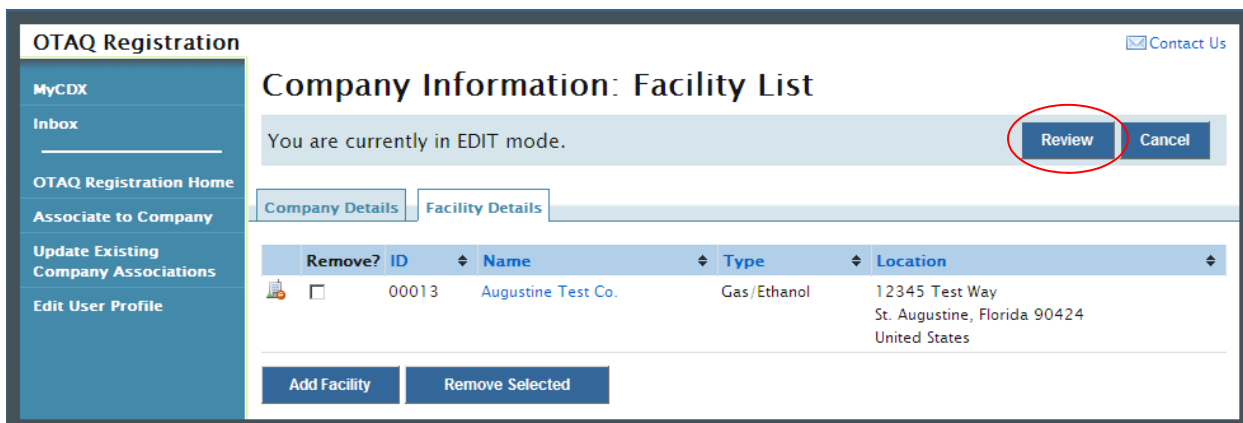 OTAQ Registration
Contact Us
MyCDX
Inbox
OTAQ Registration Home
Associate to Company
Update Existing
Company Associations
Edit User Profile
Company Information: Facility List
You are currently in EDIT mode.
Review
Cancel
Company Details
Facility Details
Remove? ID Name Type Location
00013 Augustine Test Co. Gas/Ethanol 12345 Test Way
St. Augustine, Florida 90424
United States
Add Facility
Remove Selected